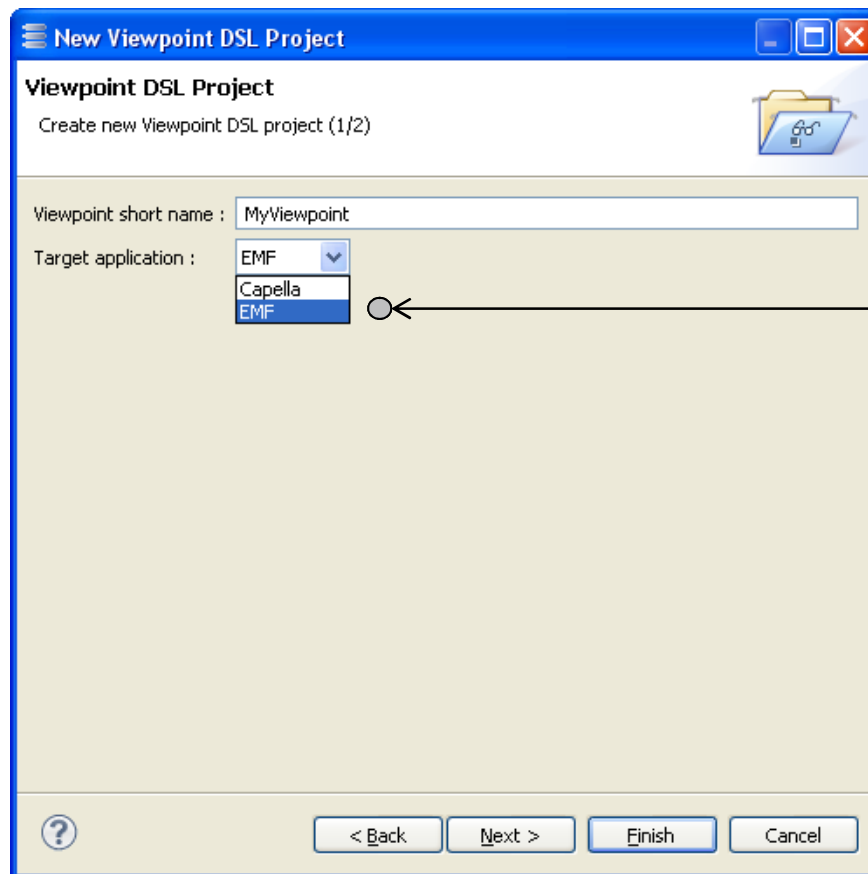 New Viewpoint DSL Project
Viewpoint DSL Project
Create new Viewpoint DSL project (1/2)
Viewpoint short name : MyViewpoint
Target application : EMF
Capella
EMF
? < Back Next > Finish Cancel